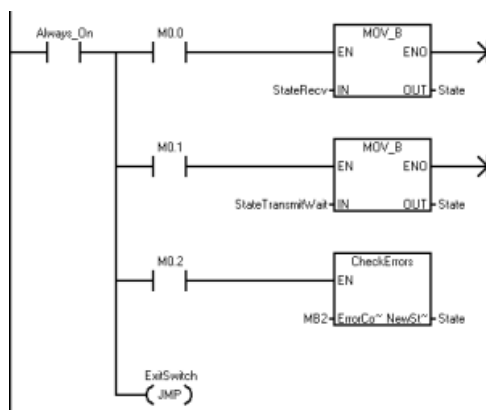 Always_On
M0.0
MOV_B
EN ENO
StateRecv IN OUT State
M0.1
MOV_B
EN ENO
StateTransmitWait IN OUT State
M0.2
CheckErrors
EN
MB2 ErrorCo~ NewSt~ State
ExitSwitch
JMP